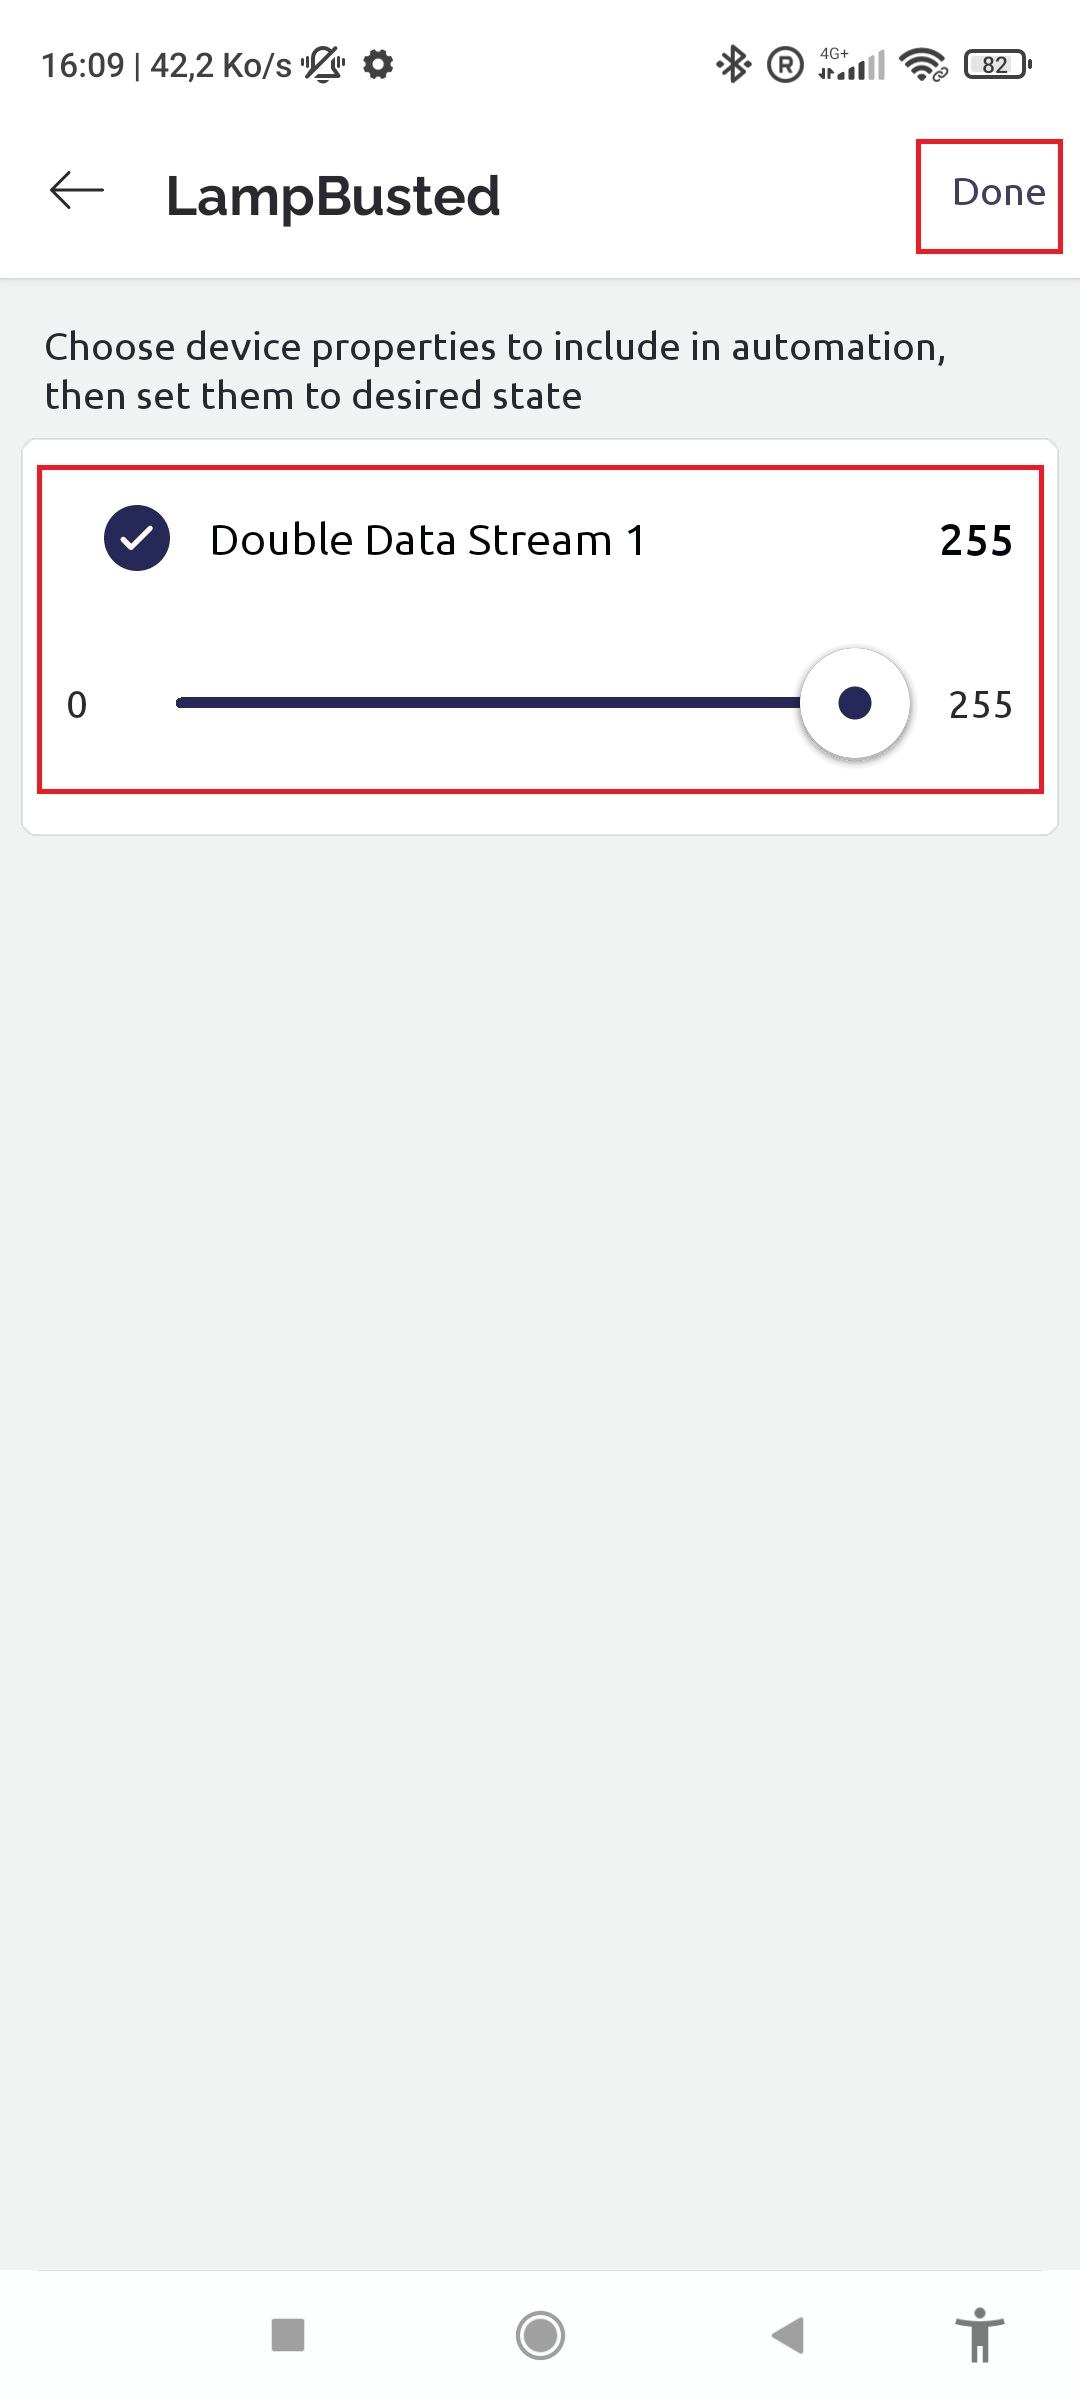 16:09 | 42,2 Ko/s
R 4G+ 82
LampBusted
Done
Choose device properties to include in automation,
then set them to desired state
Double Data Stream 1 255
0 255